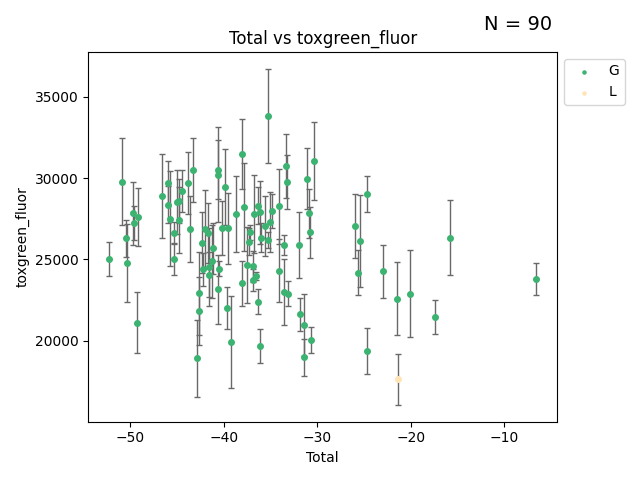 N = 90
Total vs toxgreen_fluor
G
L
35000
30000
25000
20000
toxgreen_fluor
−50 −40 −30 −20 −10
Total